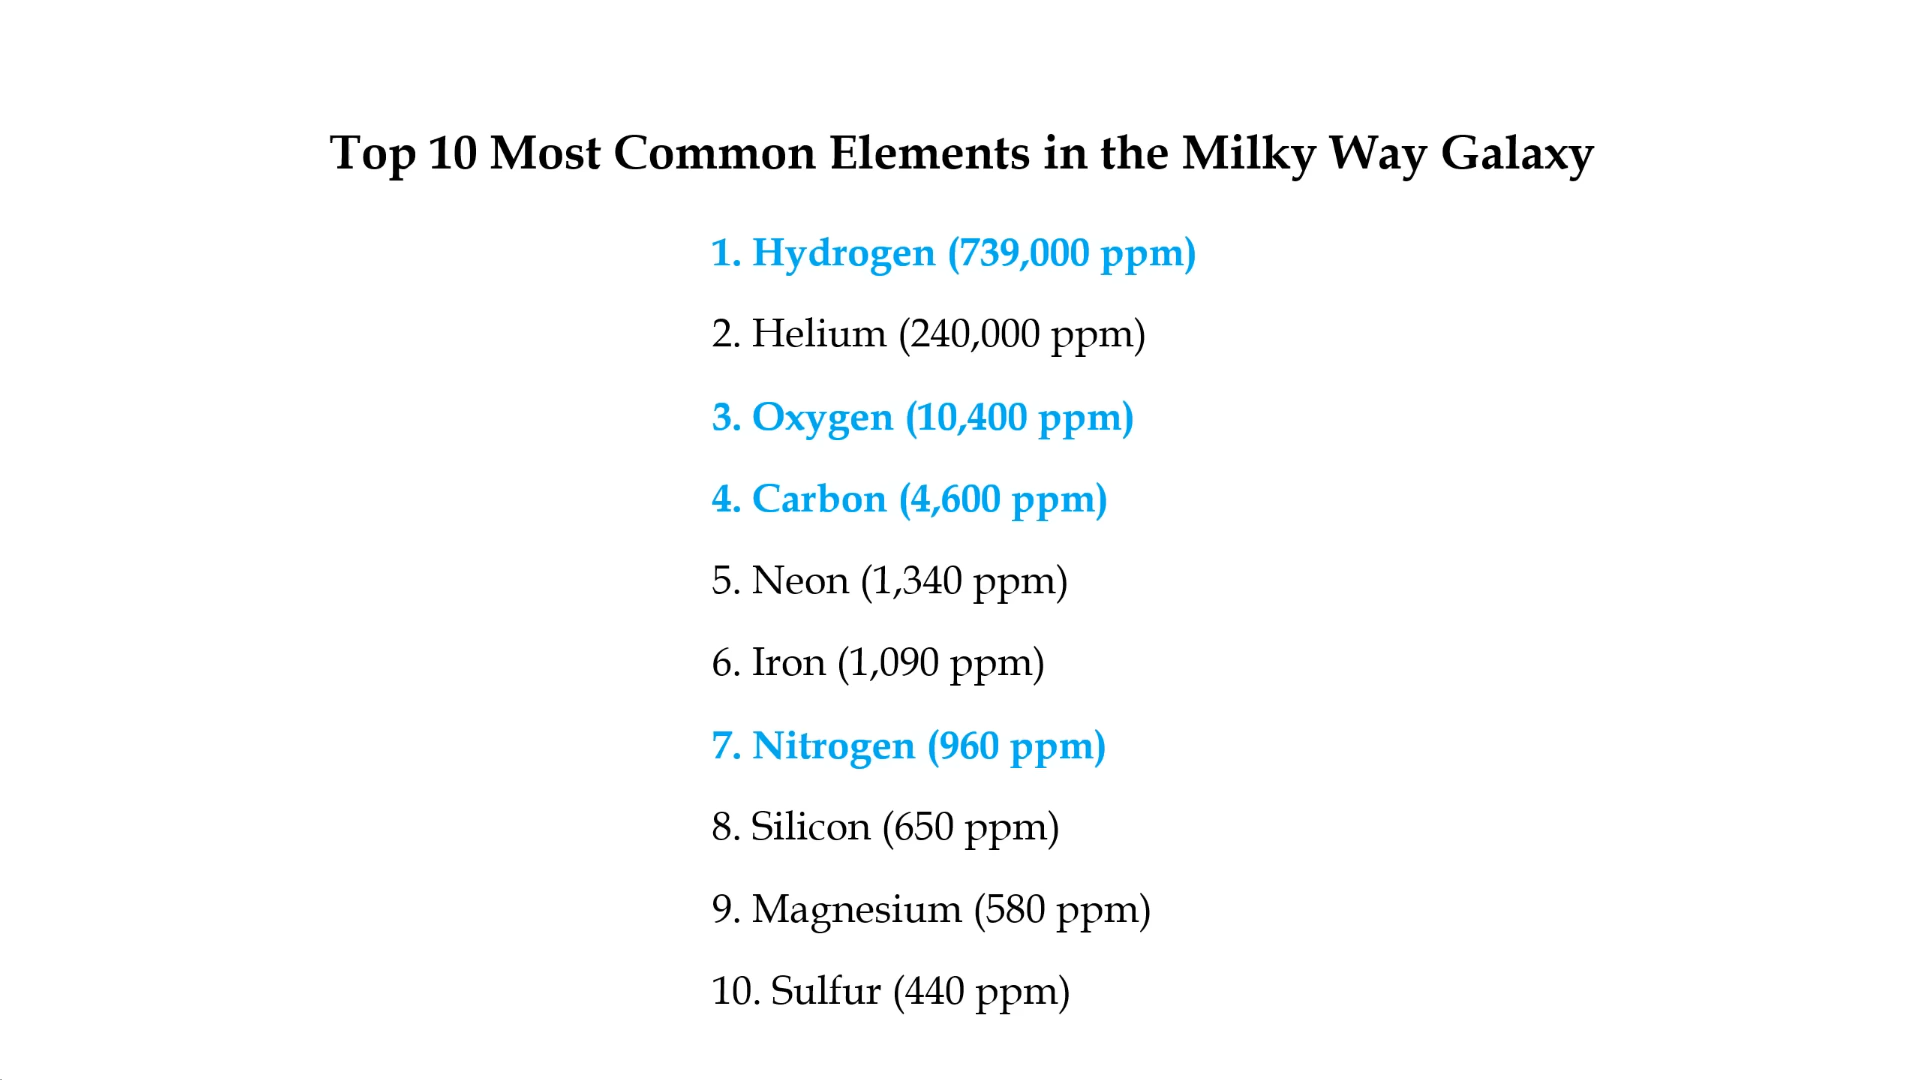 Top 10 Most Common Elements in the Milky Way Galaxy
1. Hydrogen (739,000 ppm)
2. Helium (240,000 ppm)
3. Oxygen (10,400 ppm)
4. Carbon (4,600 ppm)
5. Neon (1,340 ppm)
6. Iron (1,090 ppm)
7. Nitrogen (960 ppm)
8. Silicon (650 ppm)
9. Magnesium (580 ppm)
10. Sulfur (440 ppm)